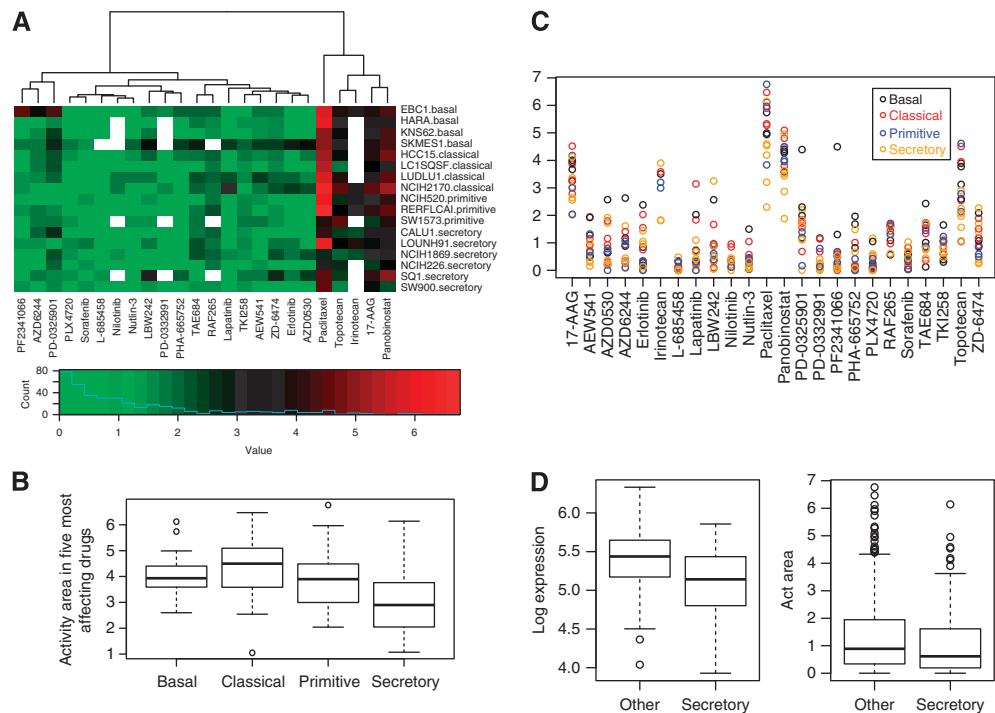 A
EBC1.basal
HARA.basal
KNS62.basal
SKMES1.basal
HCC15.classical
LC1SQSF.classical
LUDLU1.classical
NCIH2170.classical
NCIH520.primitive
RERFLCAI.primitive
SW1573.primitive
CALU1.secretory
LOUNH91.secretory
NCIH1869.secretory
NCIH226.secretory
SQ1.secretory
SW900.secretory
PF2341066
AZD6244
PD-0325901
PLX4720
Sorafenib
L-685458
Nilotinib
Nutlin-3
LBW242
PD-0332991
PHA-665752
TAE684
RAF265
Lapatinib
TKI258
AEW541
ZD-6474
Erlotinib
AZD0530
Paclitaxel
Topotecan
Irinotecan
17-AAG
Panobinostat
80
40
0
Count
0 1 2 3 4 5 6
Value
B
6
5
4
3
2
1
Activity area in five most
affecting drugs
Basal Classical Primitive Secretory
C
7
6
5
4
3
2
1
0
Basal
Classical
Primitive
Secretory
17-AAG
AEW541
AZD0530
AZD6244
Erlotinib
Irinotecan
L-685458
Lapatinib
LBW242
Nilotinib
Nutlin-3
Paclitaxel
Panobinostat
PD-0325901
PD-033991
PF2341066
PHA-665752
PLX4720
RAF265
Sorafenib
TAE684
TKI258
Topotecan
ZD-6474
D
6.0
5.5
5.0
4.5
4.0
Log expression
Other Secretory
7
6
5
4
3
2
1
0
Act area
Other Secretory